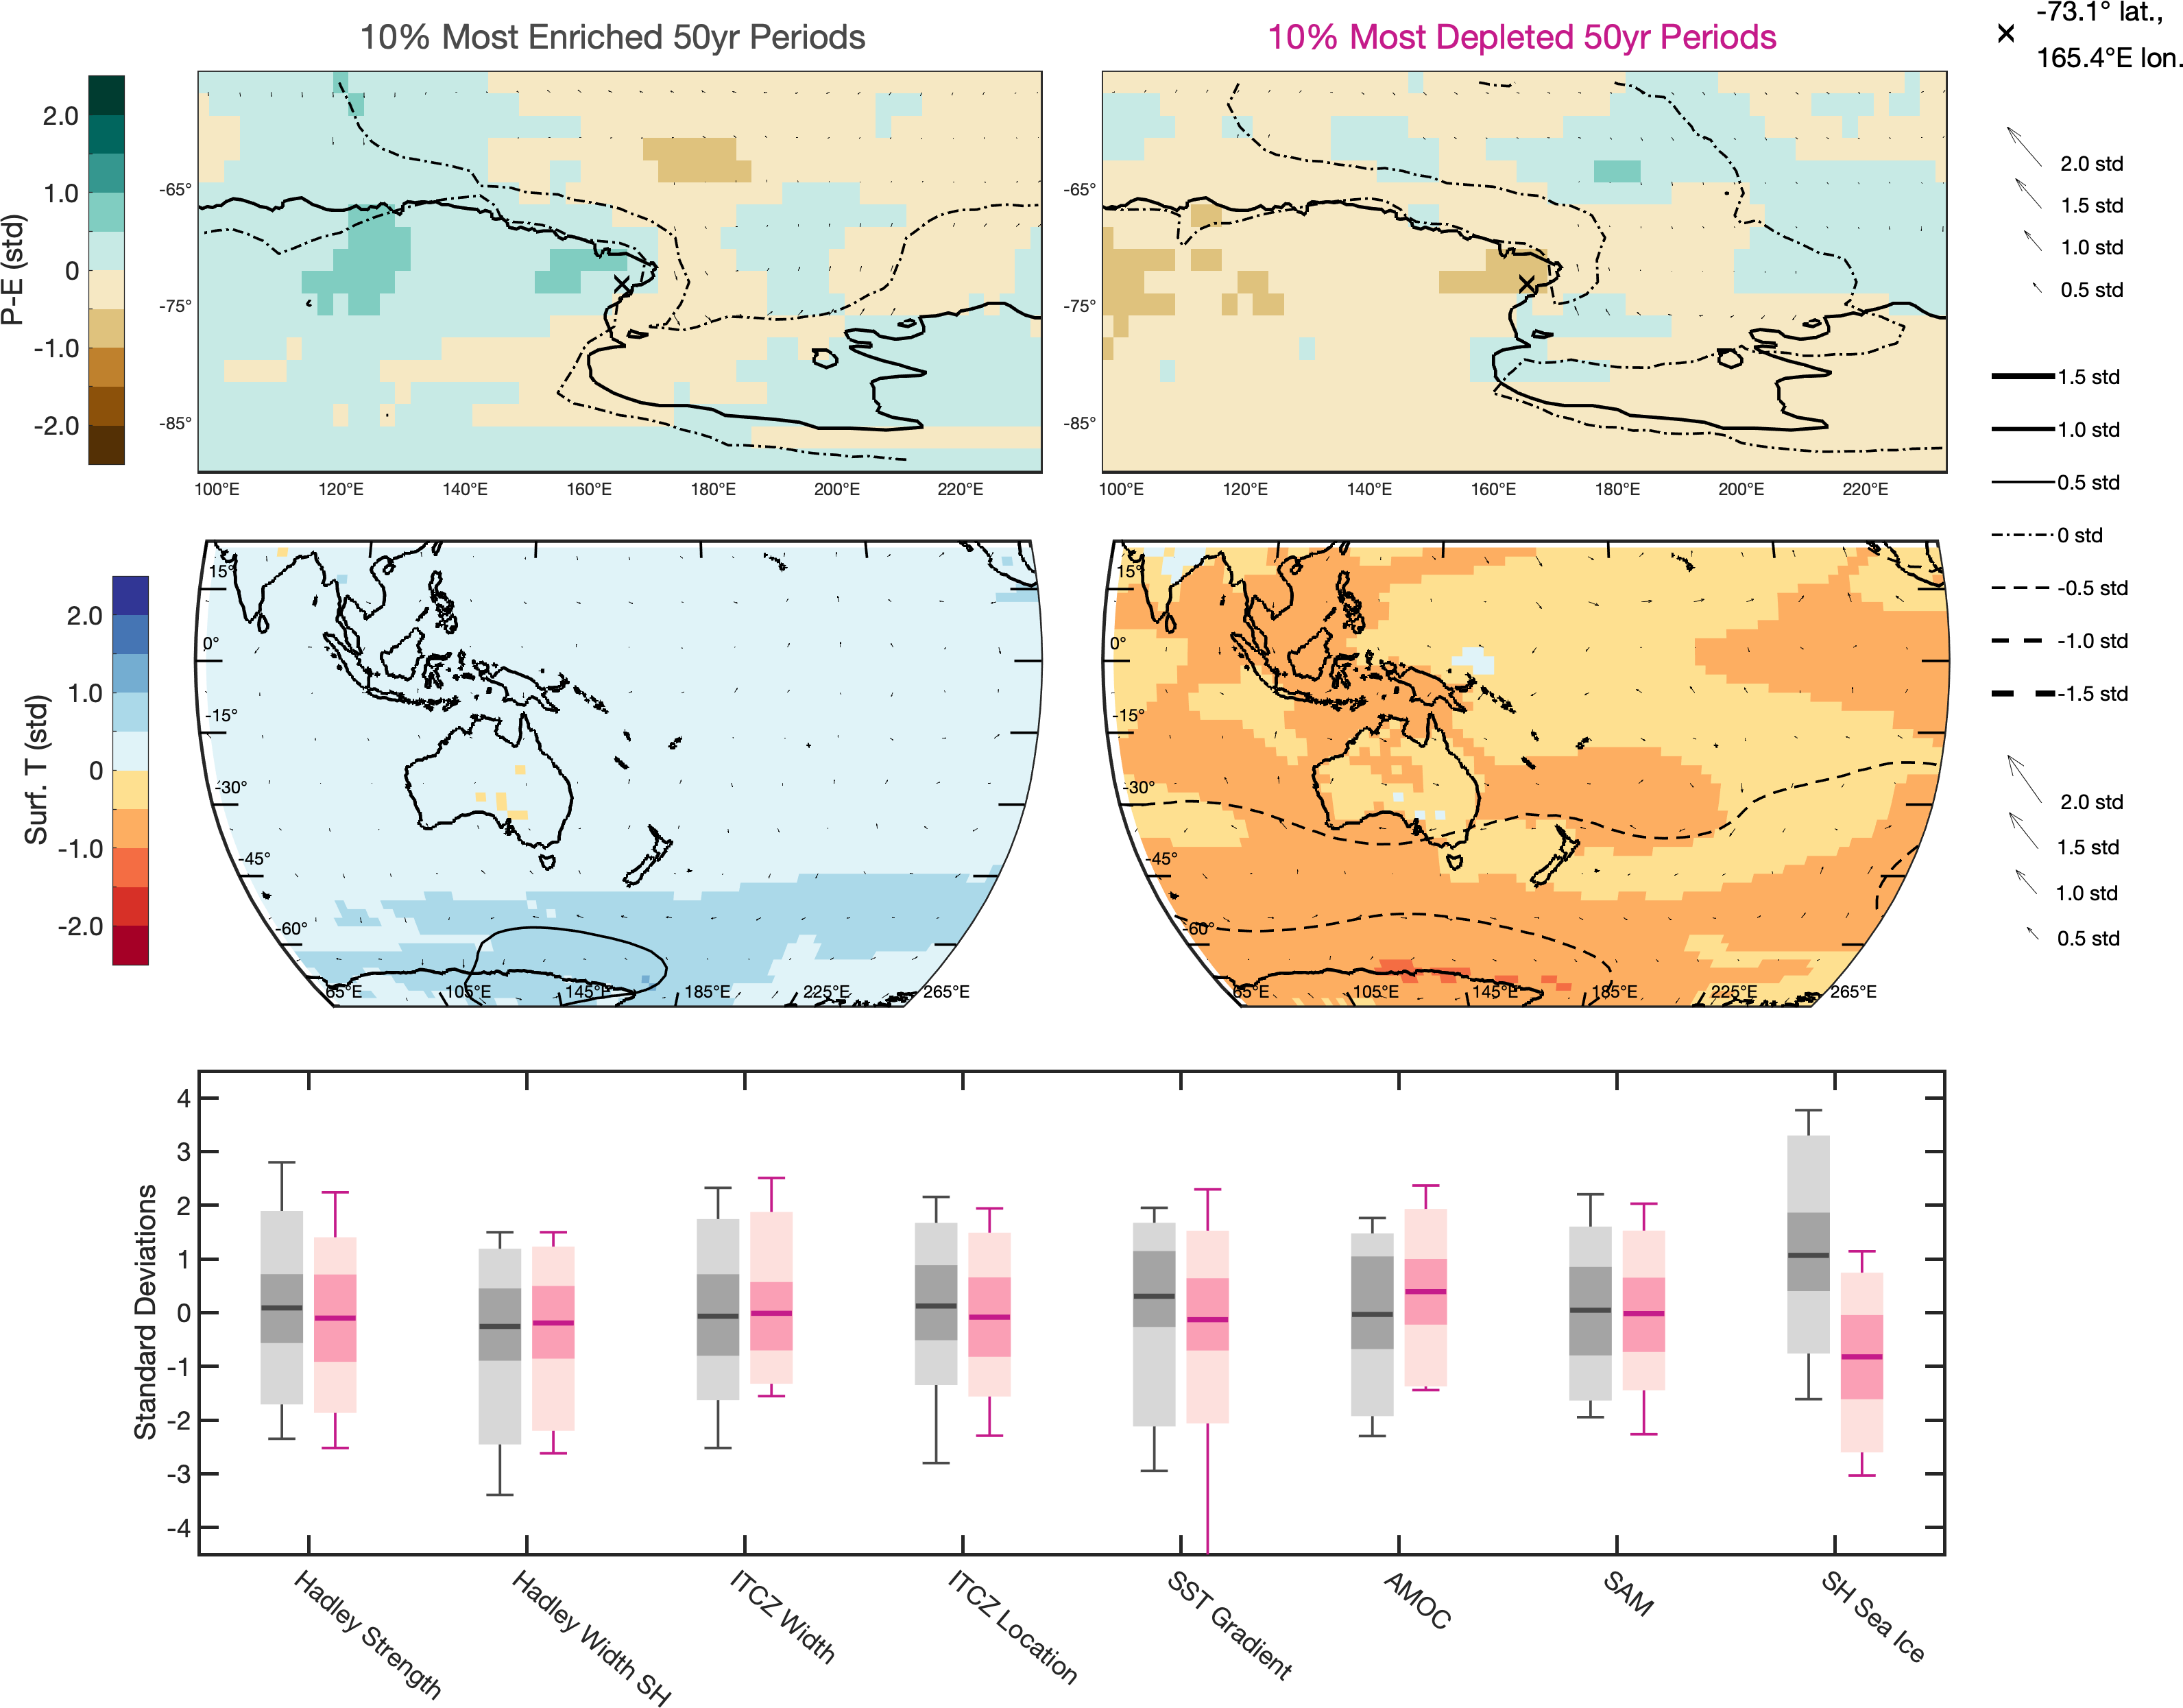 10% Most Enriched 50yr Periods
10% Most Depleted 50yr Periods
-73.1° lat.,
165.4°E lon.
P-E (std)
2.0
1.0
0
-1.0
-2.0
-65°
-75°
-85°
100°E 120°E 140°E 160°E 180°E 200°E 220°E
-65°
-75°
-85°
100°E 120°E 140°E 160°E 180°E 200°E 220°E
2.0 std
1.5 std
1.0 std
0.5 std
1.5 std
1.0 std
0.5 std
0 std
-0.5 std
-1.0 std
-1.5 std
2.0 std
1.5 std
1.0 std
0.5 std
Surf. T (std)
2.0
1.0
0
-1.0
-2.0
15°
0°
-15°
-30°
-45°
-60°
65°E 105°E 145°E 185°E 225°E 265°E
15°
0°
-15°
-30°
-45°
-60°
65°E 105°E 145°E 185°E 225°E 265°E
Standard Deviations
4
3
2
1
0
-1
-2
-3
-4
Hadley Strength
Hadley Width SH
ITCZ Width
ITCZ Location
SST Gradient
AMOC
SAM
SH Sea Ice